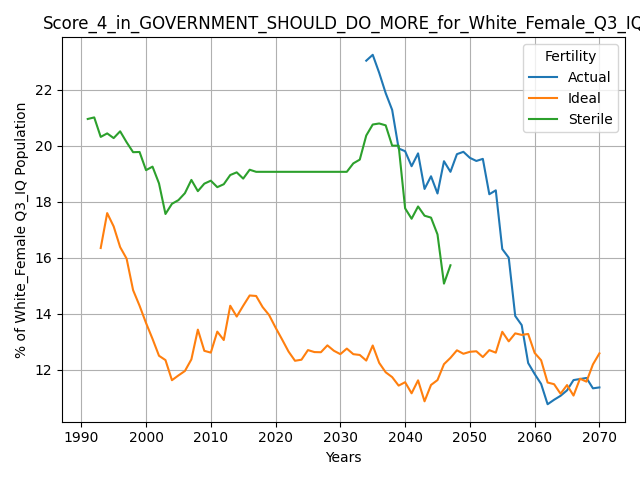 Score_4_in_GOVERNMENT_SHOULD_DO_MORE_for_White_Female_Q3_IQ
Fertility
Actual
Ideal
Sterile
% of White_Female Q3_IQ Population
22
20
18
16
14
12
1990 2000 2010 2020 2030 2040 2050 2060 2070
Years